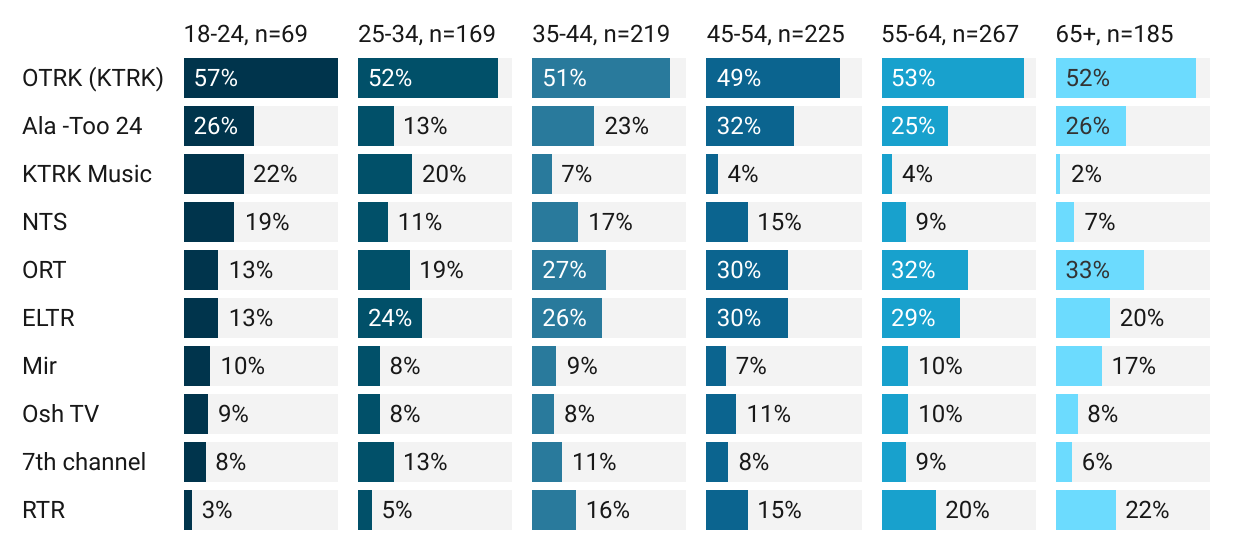 18-24, n=69 25-34, n=169 35-44, n=219 45-54, n=225 55-64, n=267 65+, n=185
OTRK (KTRK) 57% 52% 51% 49% 53% 52%
Ala -Too 24 26% 13% 23% 32% 25% 26%
KTRK Music 22% 20% 7% 4% 4% 2%
NTS 19% 11% 17% 15% 9% 7%
ORT 13% 19% 27% 30% 32% 33%
ELTR 13% 24% 26% 30% 29% 20%
Mir 10% 8% 9% 7% 10% 17%
Osh TV 9% 8% 8% 11% 10% 8%
7th channel 8% 13% 11% 8% 9% 6%
RTR 3% 5% 16% 15% 20% 22%